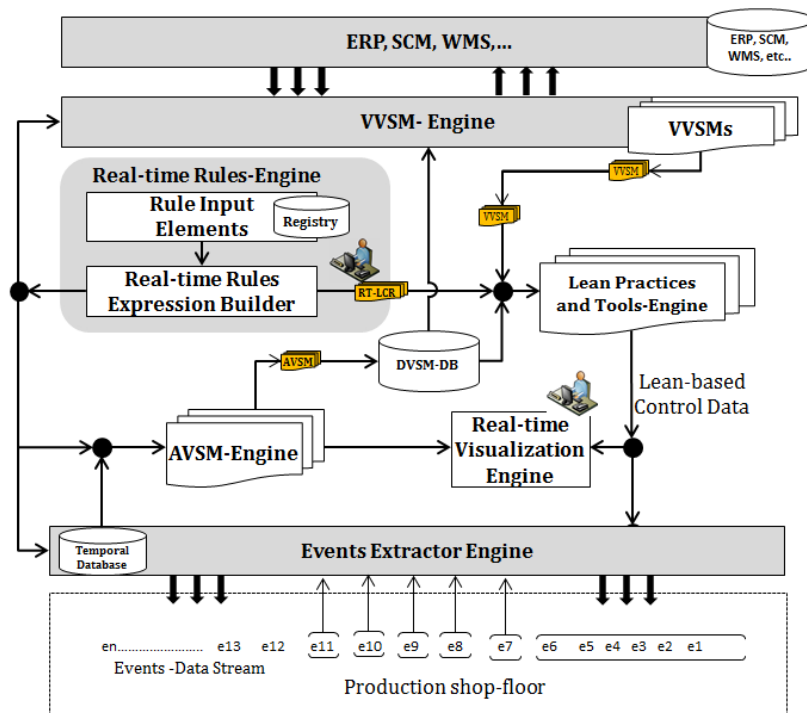 ERP, SCM, WMS,...
ERP, SCM,
WMS, etc..
VVSM- Engine
VVSMs
VVSM
VVSM
Real-time Rules-Engine
Rule Input
Elements
Registry
Real-time Rules
Expression Builder
RT-LCR
Lean Practices
and Tools-Engine
AVSM
DVSM-DB
Lean-based
Control Data
AVSM-Engine
Real-time
Visualization
Engine
Temporal
Database
Events Extractor Engine
en....................... e13 e12 e11 e10 e9 e8 e7 e6 e5 e4 e3 e2 e1
Events -Data Stream
Production shop-floor